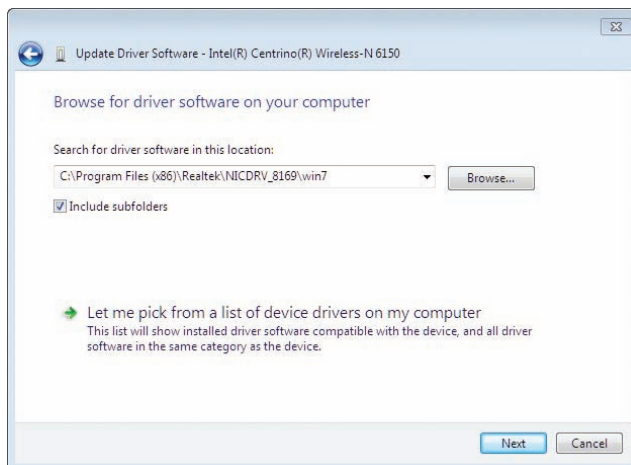 Update Driver Software - Intel(R) Centrino(R) Wireless-N 6150
Browse for driver software on your computer
Search for driver software in this location:
C:\Program Files (x86)\Realtek\NICDRV_8169\win7
Browse...
Include subfolders
Let me pick from a list of device drivers on my computer
This list will show installed driver software compatible with the device, and all driver
software in the same category as the device.
Next
Cancel